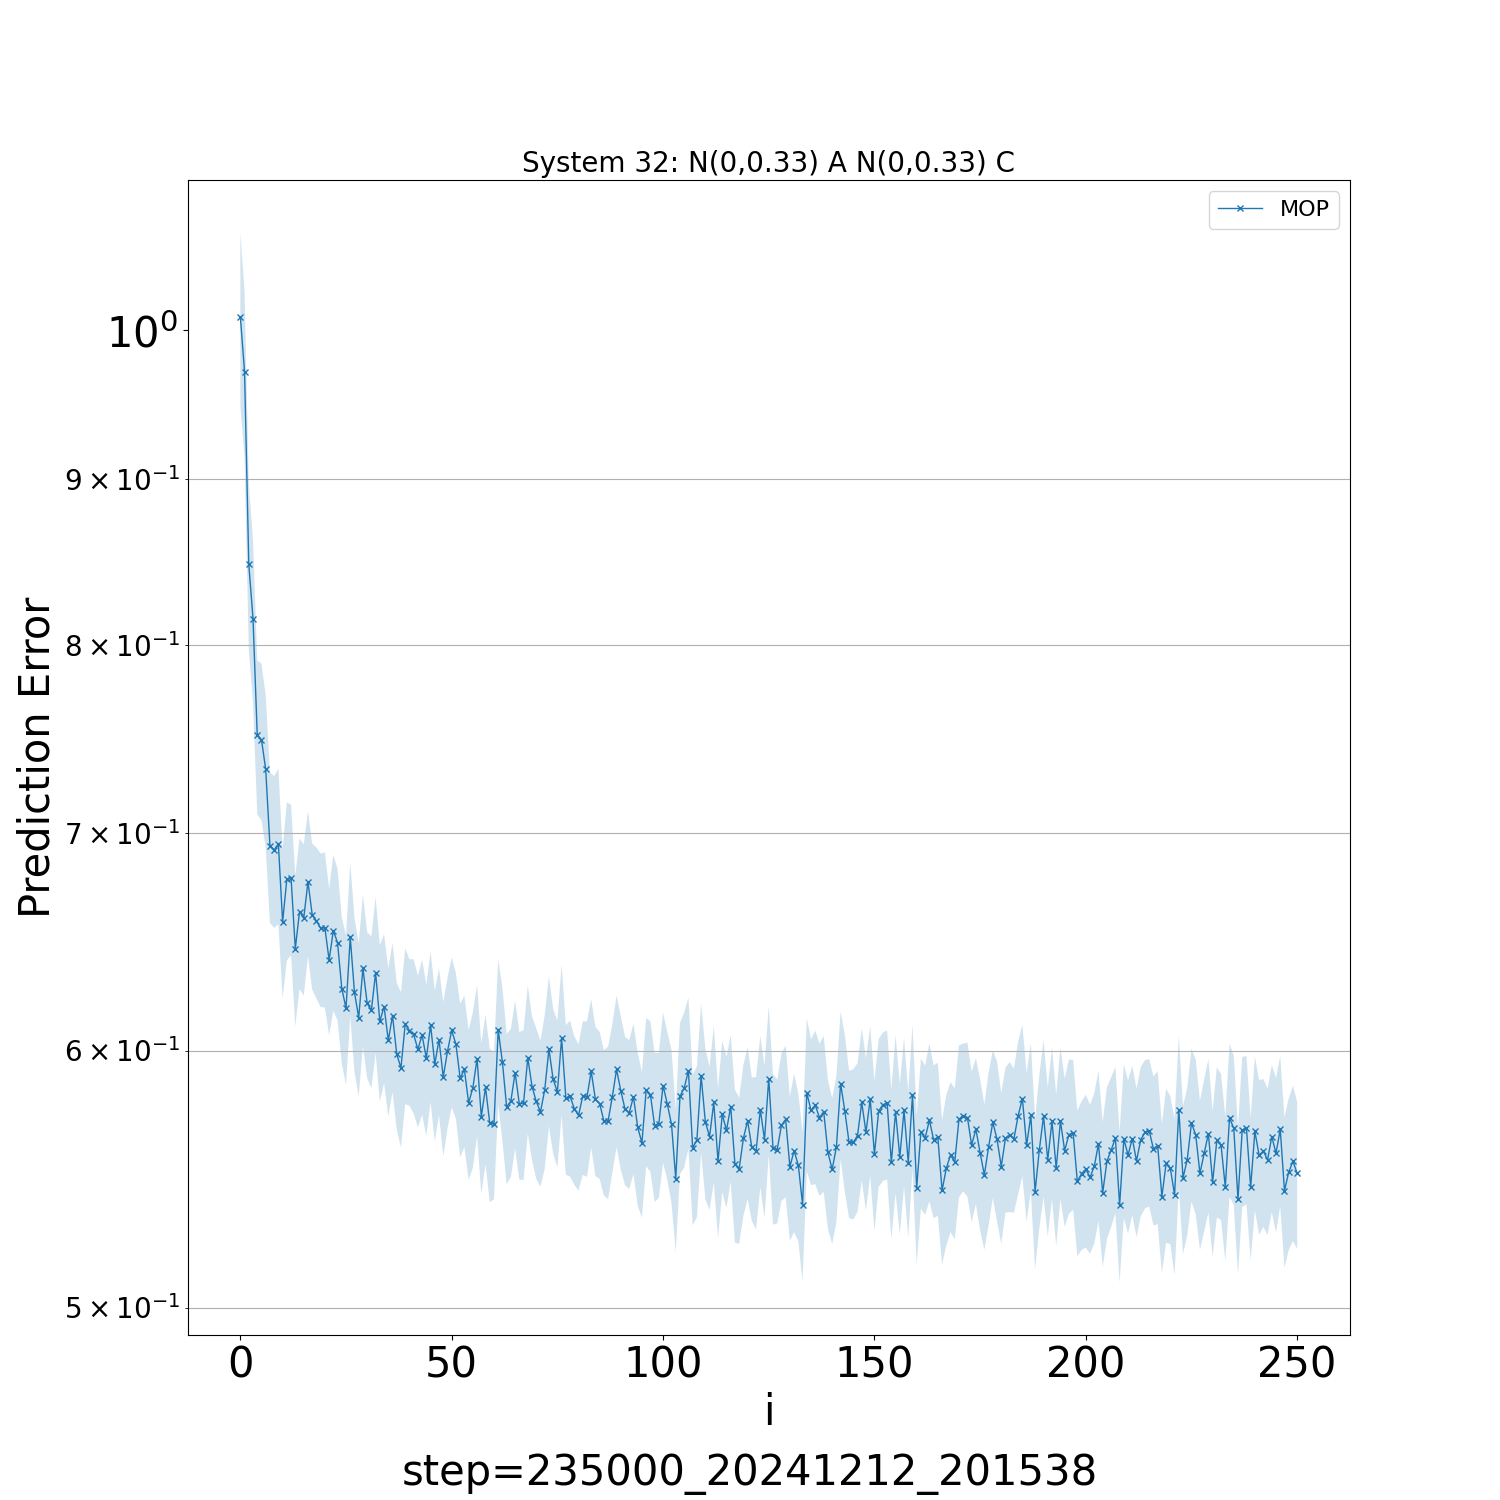 System 32: N(0,0.33) A N(0,0.33) C
MOP
10⁰
9 × 10⁻¹
8 × 10⁻¹
7 × 10⁻¹
6 × 10⁻¹
5 × 10⁻¹
Prediction Error
0 50 100 150 200 250
i
step=235000_20241212_201538